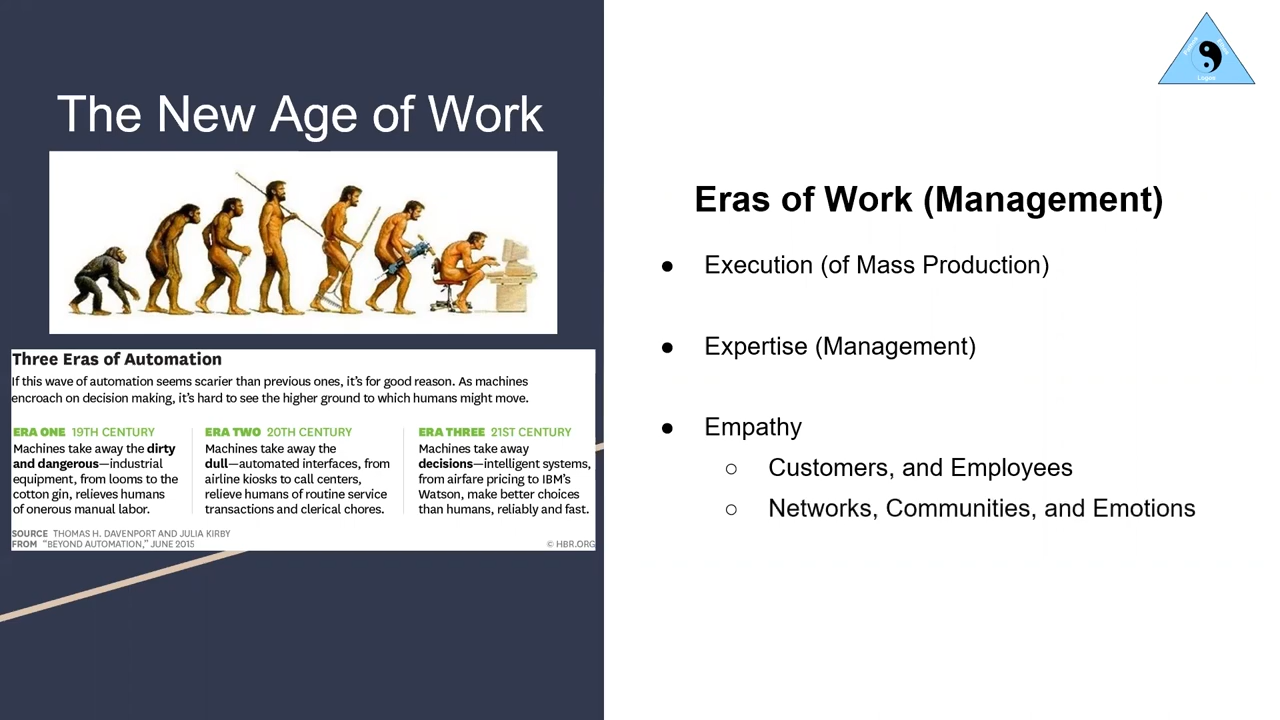 The New Age of Work
Three Eras of Automation
If this wave of automation seems scarier than previous ones, it's for good reason. As machines
encroach on decision making, it's hard to see the higher ground to which humans might move.
ERA ONE 19TH CENTURY
Machines take away the dirty
and dangerous—industrial
equipment, from looms to the
cotton gin, relieves humans
of onerous manual labor.
ERA TWO 20TH CENTURY
Machines take away the
dull—automated interfaces, from
airline kiosks to call centers,
relieve humans of routine service
transactions and clerical chores.
ERA THREE 21ST CENTURY
Machines take away
decisions—intelligent systems,
from airfare pricing to IBM's
Watson, make better choices
than humans, reliably and fast.
SOURCE THOMAS H. DAVENPORT AND JULIA KIRBY
FROM "BEYOND AUTOMATION," JUNE 2015
© HBR.ORG
Eras of Work (Management)
● Execution (of Mass Production)
● Expertise (Management)
● Empathy
○ Customers, and Employees
○ Networks, Communities, and Emotions
Logos